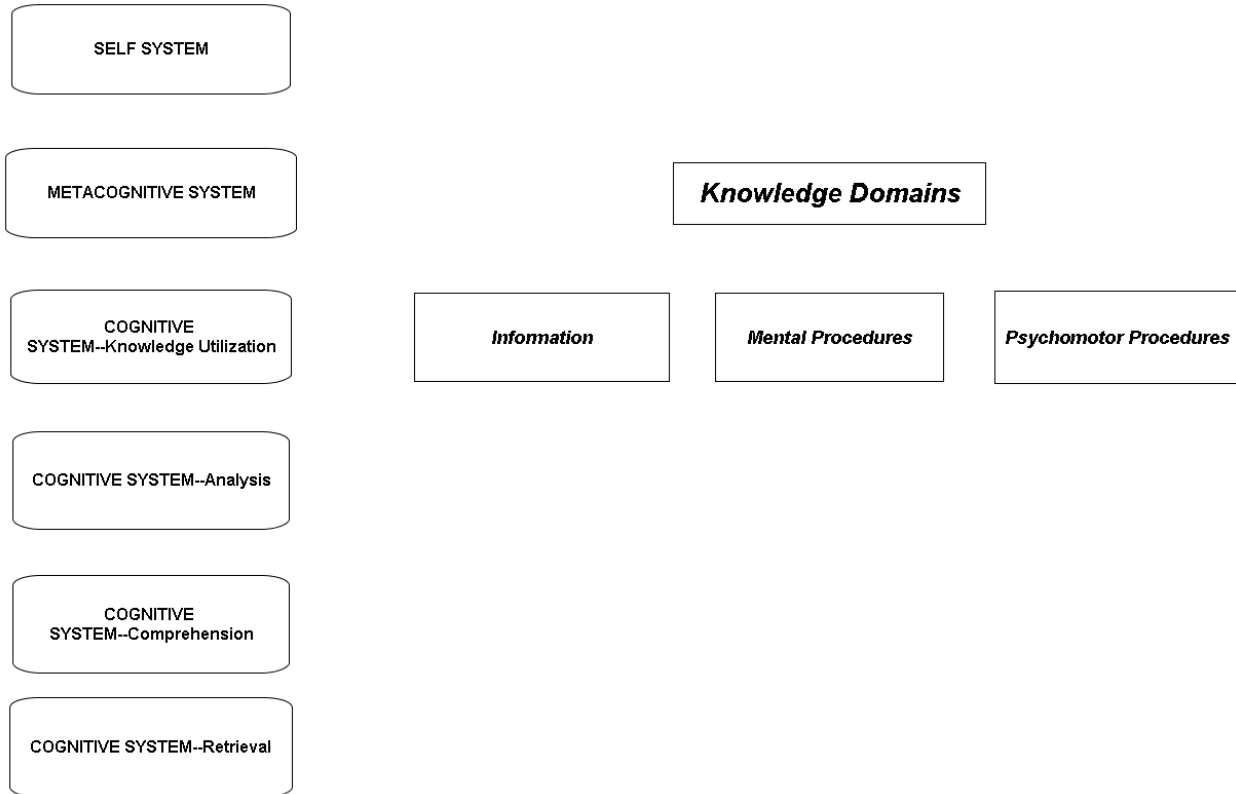 SELF SYSTEM
METACOGNITIVE SYSTEM
Knowledge Domains
COGNITIVE
SYSTEM--Knowledge Utilization
Information
Mental Procedures
Psychomotor Procedures
COGNITIVE SYSTEM--Analysis
COGNITIVE
SYSTEM--Comprehension
COGNITIVE SYSTEM--Retrieval